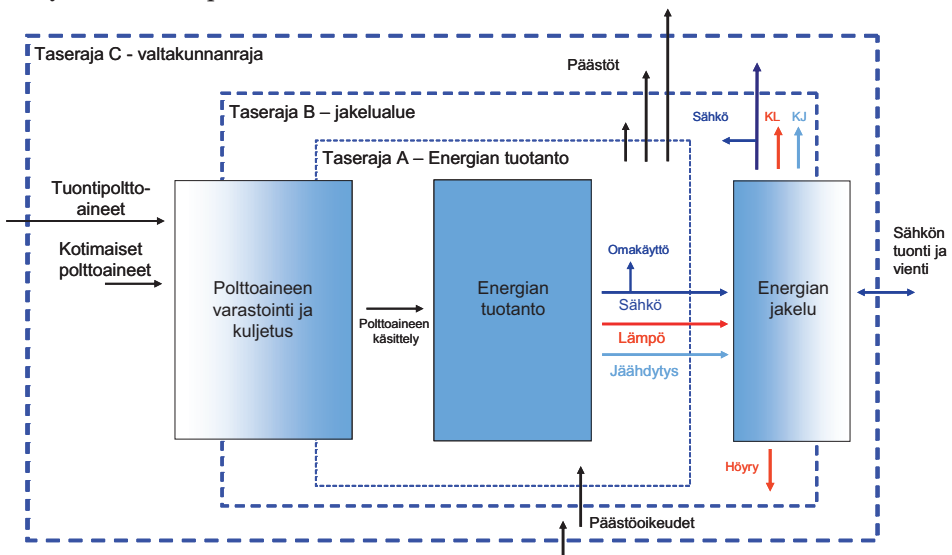 Taseraja C - valtakunnanraja
Päästöt
Taseraja B – jakelualue
Sähkö
KL
KJ
Taseraja A – Energian tuotanto
Tuontipoltto-
aineet
Kotimaiset
polttoaineet
Sähkön
tuonti ja
vienti
Omakäyttö
Polttoaineen
varastointi ja
kuljetus
Energian
tuotanto
Energian
jakelu
Sähkö
Polttoaineen
käsittely
Lämpö
Jäähdytys
Höyry
Päästöoikeudet